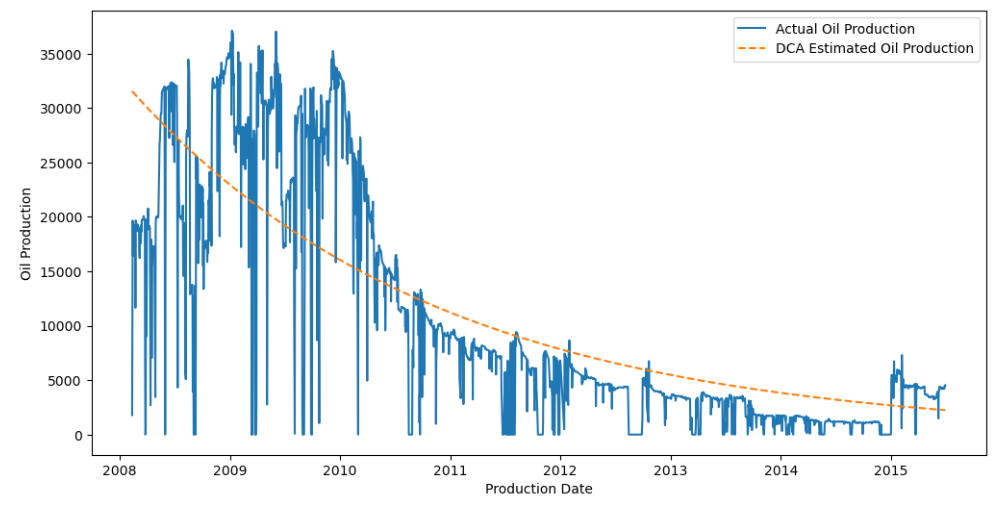 Actual Oil Production
DCA Estimated Oil Production
Oil Production
35000
30000
25000
20000
15000
10000
5000
0
2008 2009 2010 2011 2012 2013 2014 2015
Production Date